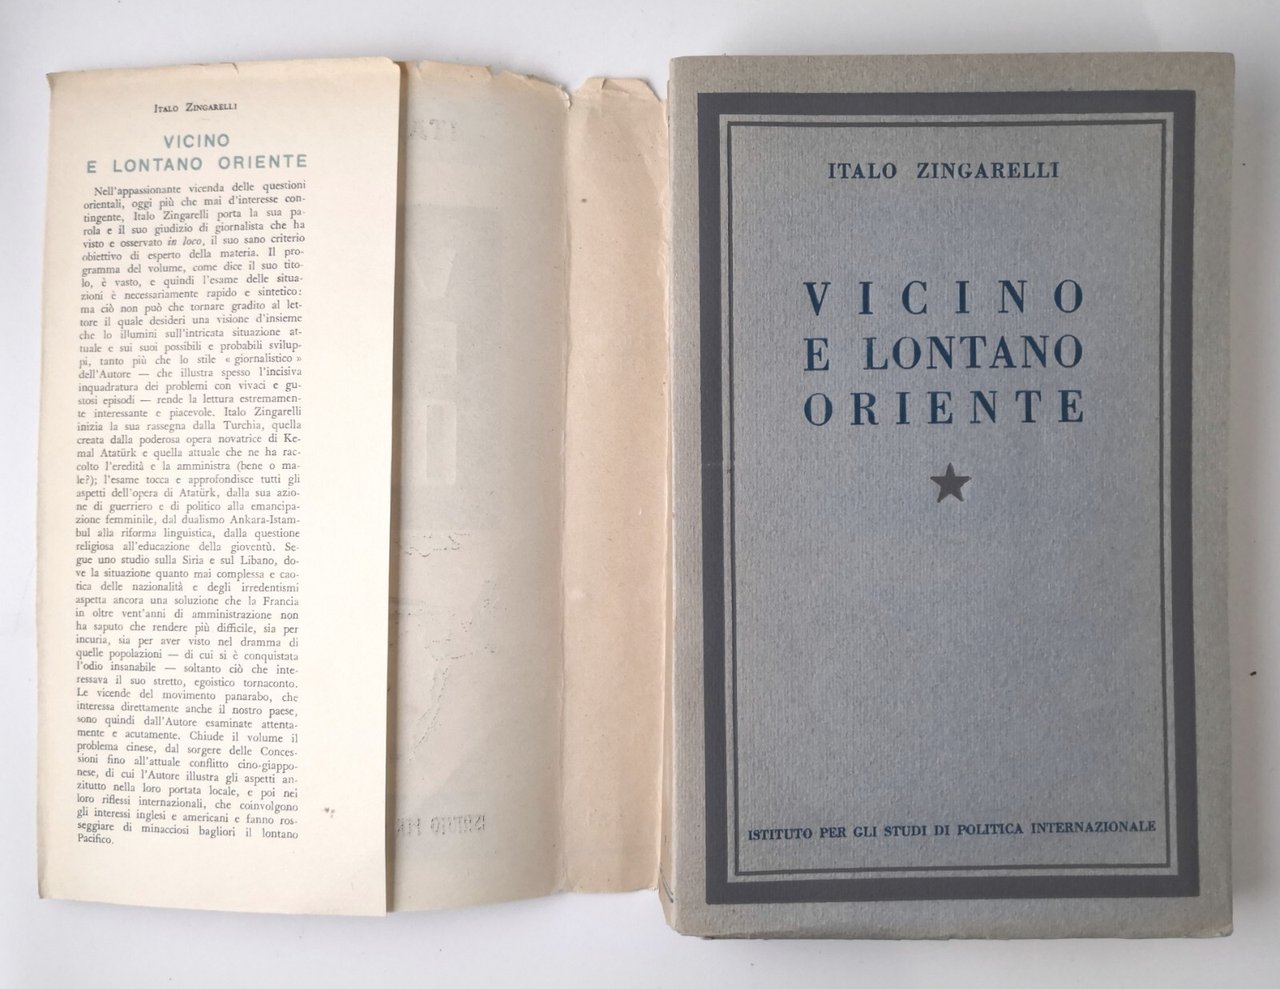 ITALO ZINGARELLI
VICINO
E LONTANO ORIENTE
Nell'appassionante vicenda delle questioni
orientali, oggi più che mai d'interesse con-
tingente, Italo Zingarelli porta la sua pa-
rola e il suo giudizio di giornalista che ha
visto e osservato in loco, il suo sano criterio
obiettivo di esperto della materia. Il pro-
gramma del volume, come dice il suo tito-
lo, è vasto, e quindi l'esame delle situa-
zioni è necessariamente rapido e sintetico:
ma ciò non può che tornare gradito al let-
tore il quale desideri una visione d'insieme
che lo illumini sull'intricata situazione at-
tuale e sui suoi possibili e probabili svilup-
pi, tanto più che lo stile « giornalistico »
dell'Autore — che illustra spesso l'incisiva
inquadratura dei problemi con vivaci e gu-
stosi episodi — rende la lettura estremamen-
te interessante e piacevole. Italo Zingarelli
inizia la sua rassegna dalla Turchia, quella
creata dalla poderosa opera novatrice di Ke-
mal Atatürk e quella attuale che ne ha rac-
colto l'eredità e la amministra (bene o ma-
le?); l'esame tocca e approfondisce tutti gli
aspetti dell'opera di Atatürk, dalla sua azio-
ne di guerriero e di politico alla emancipa-
zione femminile, dal dualismo Ankara-Istam-
bul alla riforma linguistica, dalla questione
religiosa all'educazione della gioventù. Se-
gue uno studio sulla Siria e sul Libano, do-
ve la situazione quanto mai complessa e cao-
tica delle nazionalità e degli irredentismi
aspetta ancora una soluzione che la Francia
in oltre vent'anni di amministrazione non
ha saputo che rendere più difficile, sia per
incuria, sia per aver visto nel dramma di
quelle popolazioni — di cui si è conquistata
l'odio insanabile — soltanto ciò che inte-
ressava il suo stretto, egoistico tornaconto.
Le vicende del movimento panarabo, che
interessa direttamente anche il nostro paese,
sono quindi dall'Autore esaminate attenta-
mente e acutamente. Chiude il volume il
problema cinese, dal sorgere delle Conces-
sioni fino all'attuale conflitto cino-giappo-
nese, di cui l'Autore illustra gli aspetti an-
zitutto nella loro portata locale, e poi nei
loro riflessi internazionali, che coinvolgono
gli interessi inglesi e americani e fanno ros-
seggiare di minacciosi bagliori il lontano
Pacifico.
ITALO ZINGARELLI
VICINO
E LONTANO
ORIENTE
ISTITUTO PER GLI STUDI DI POLITICA INTERNAZIONALE